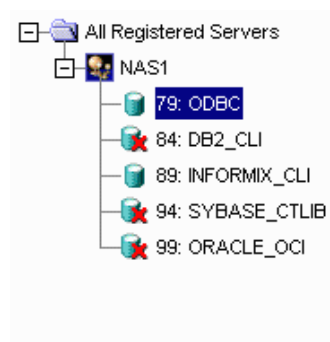 All Registered Servers
NAS1
79: ODBC
84: DB2_CLI
89: INFORMIX_CLI
94: SYBASE_CTLIB
99: ORACLE_OCI